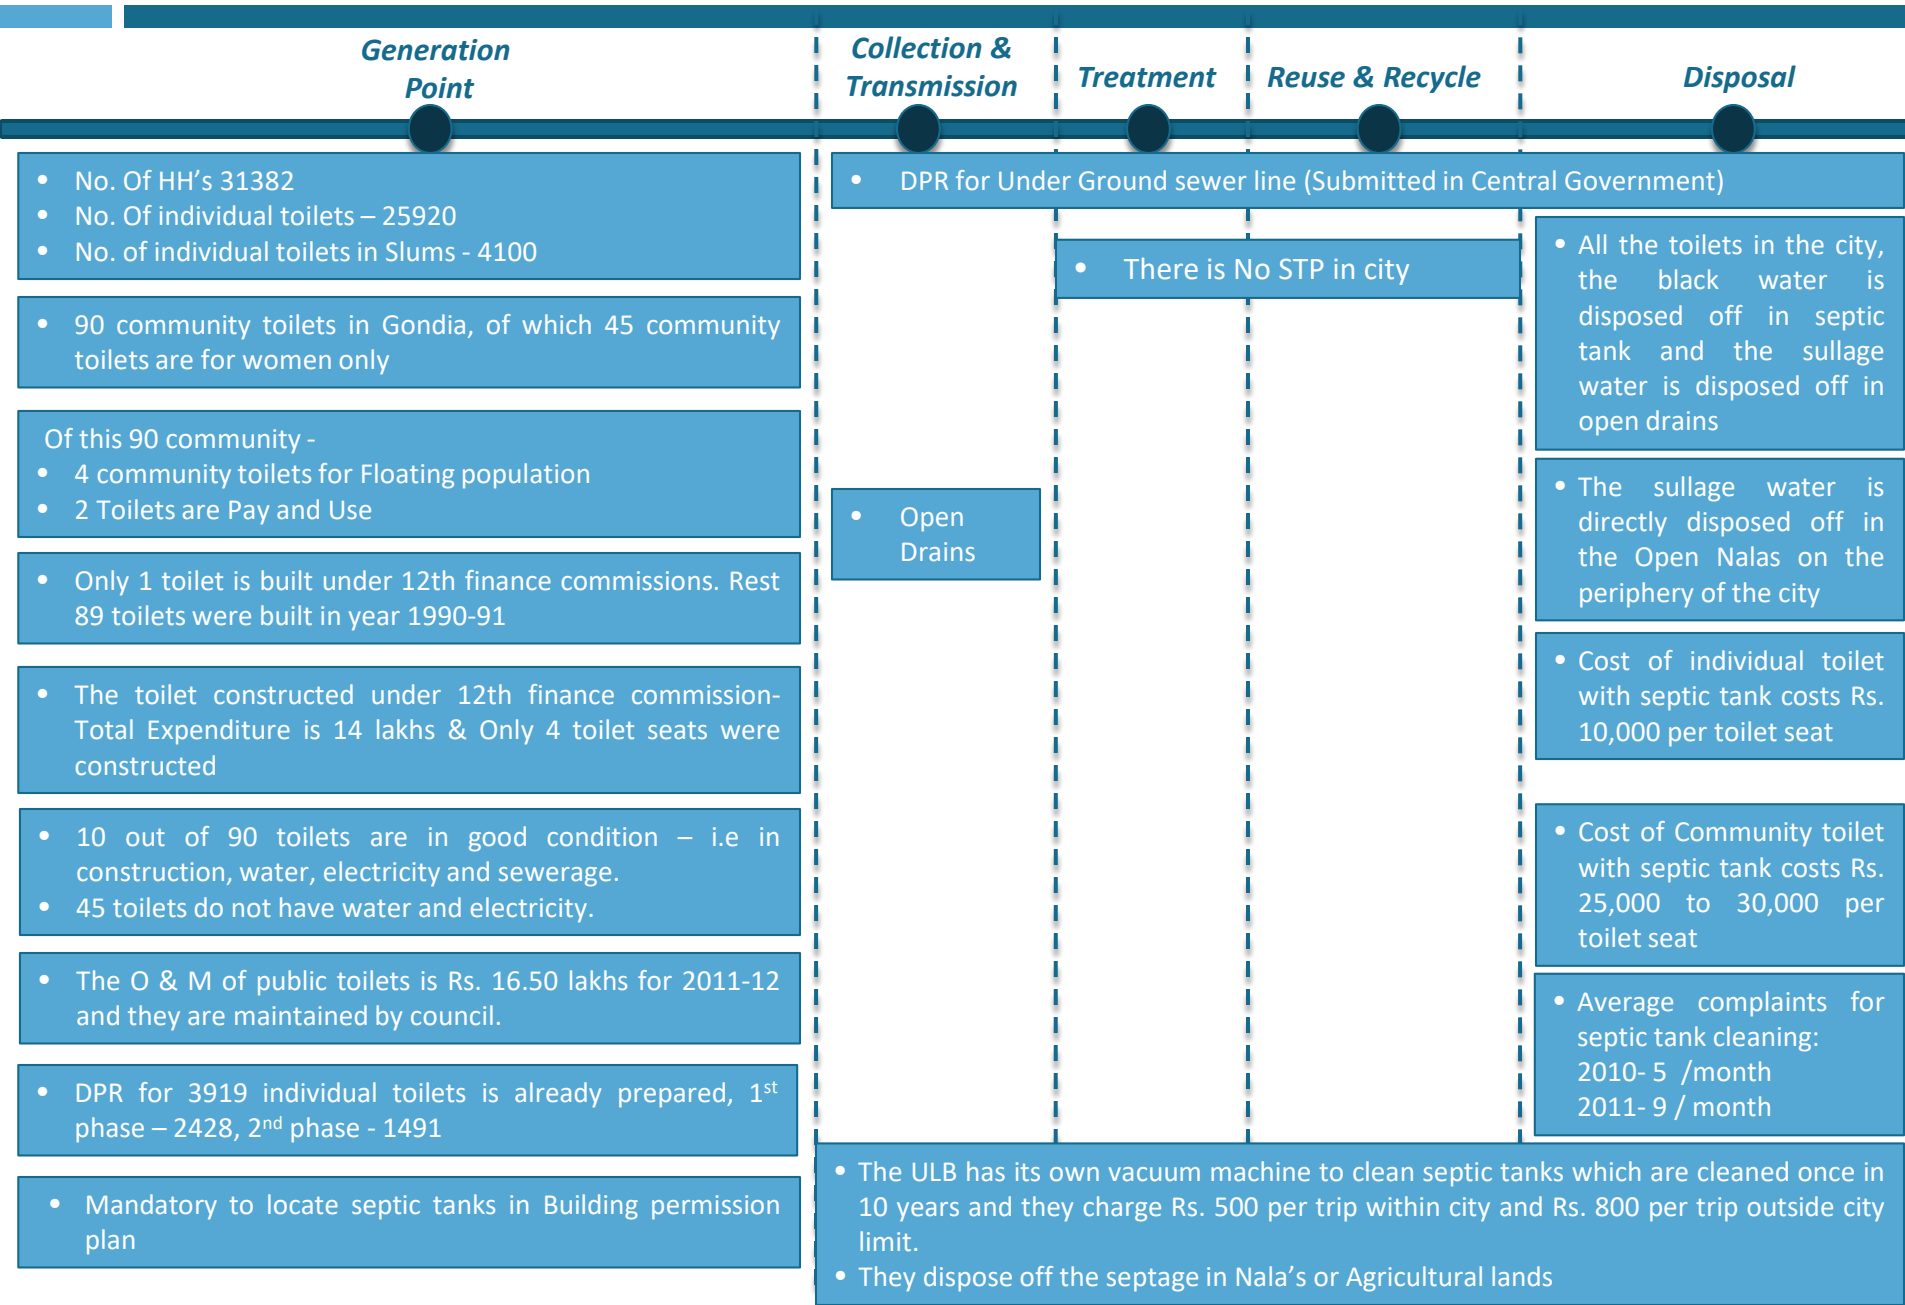 Generation
Point
Collection &
Transmission
Treatment
Reuse & Recycle
Disposal
• No. Of HH's 31382
• No. Of individual toilets – 25920
• No. of individual toilets in Slums - 4100
• 90 community toilets in Gondia, of which 45 community
toilets are for women only
Of this 90 community -
• 4 community toilets for Floating population
• 2 Toilets are Pay and Use
• Only 1 toilet is built under 12th finance commissions. Rest
89 toilets were built in year 1990-91
• The toilet constructed under 12th finance commission-
Total Expenditure is 14 lakhs & Only 4 toilet seats were
constructed
• 10 out of 90 toilets are in good condition – i.e in
construction, water, electricity and sewerage.
• 45 toilets do not have water and electricity.
• The O & M of public toilets is Rs. 16.50 lakhs for 2011-12
and they are maintained by council.
• DPR for 3919 individual toilets is already prepared, 1st
phase – 2428, 2nd phase - 1491
• Mandatory to locate septic tanks in Building permission
plan
• DPR for Under Ground sewer line (Submitted in Central Government)
• Open
Drains
• There is No STP in city
• All the toilets in the city,
the black water is
disposed off in septic
tank and the sullage
water is disposed off in
open drains
• The sullage water is
directly disposed off in
the Open Nalas on the
periphery of the city
• Cost of individual toilet
with septic tank costs Rs.
10,000 per toilet seat
• Cost of Community toilet
with septic tank costs Rs.
25,000 to 30,000 per
toilet seat
• Average complaints for
septic tank cleaning:
2010- 5 /month
2011- 9 / month
• The ULB has its own vacuum machine to clean septic tanks which are cleaned once in
10 years and they charge Rs. 500 per trip within city and Rs. 800 per trip outside city
limit.
• They dispose off the septage in Nala's or Agricultural lands